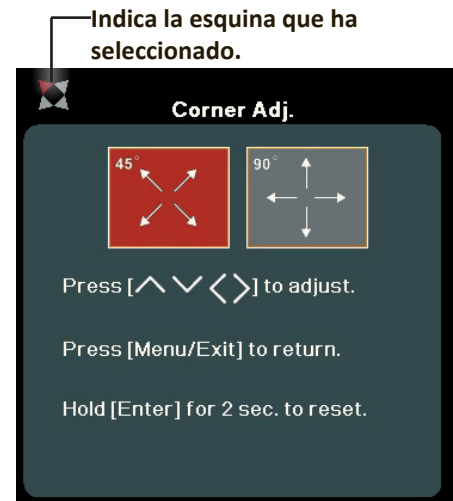 Indica la esquina que ha
seleccionado.
Corner Adj.
45°
90°
Press [∧∨<>] to adjust.
Press [Menu/Exit] to return.
Hold [Enter] for 2 sec. to reset.